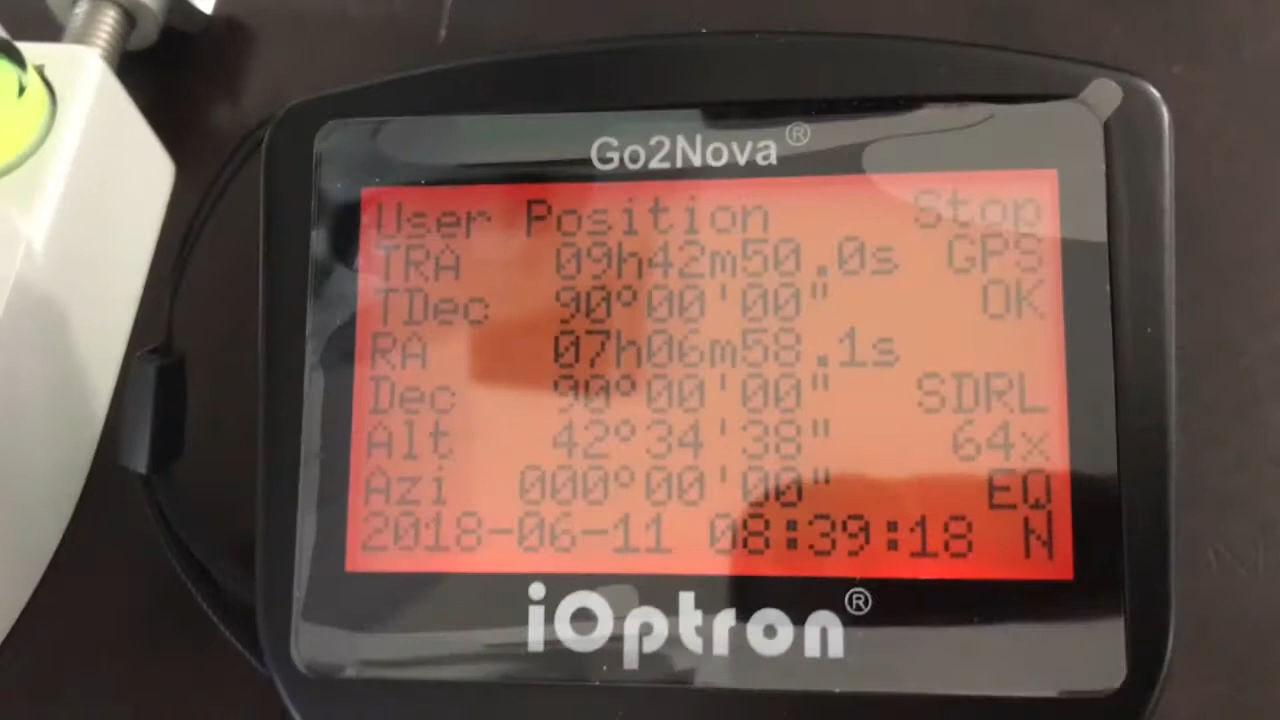 Go2Nova®
User Position Stop
TRA 09h42m50.0s GPS
TDec 90°00'00" OK
RA 07h06m58.1s
Dec 90°00'00" SDRL
Alt 42°34'38" 64x
Azi 000°00'00" EQ
2018-06-11 08:39:18 N
iOptron®